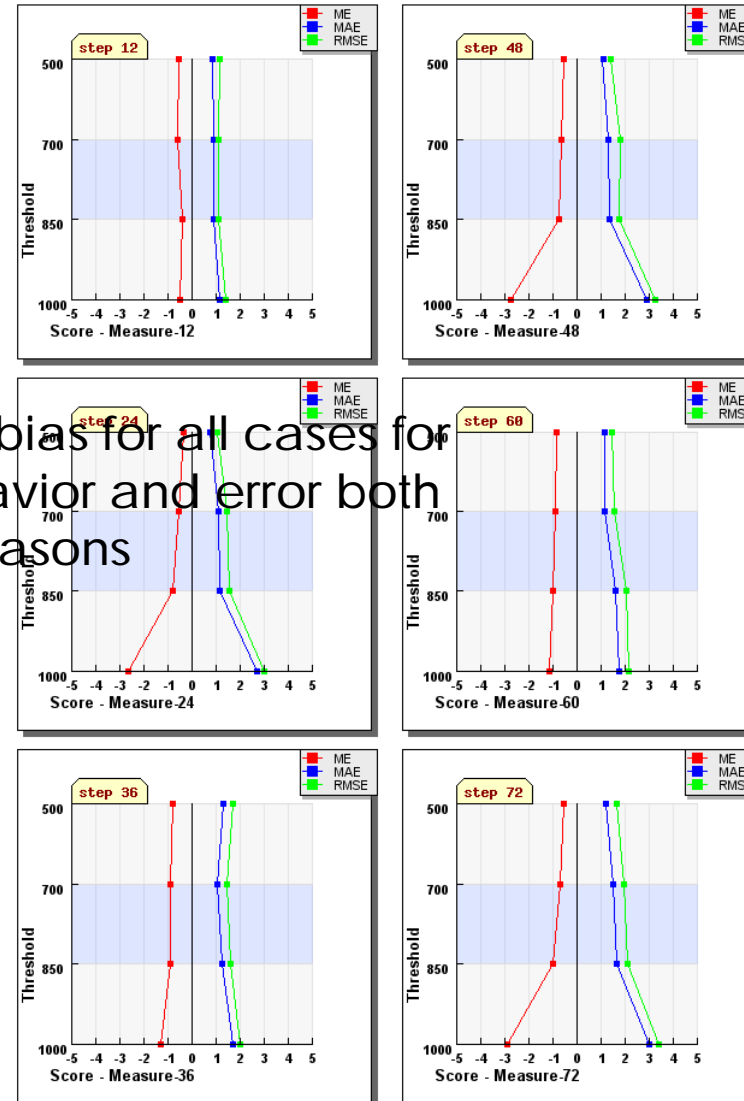 ME
MAE
RMSE
step 12
500
700
850
1000
Threshold
-5 -4 -3 -2 -1 0 1 2 3 4 5
Score - Measure-12
ME
MAE
RMS
step 48
500
700
850
1000
Threshold
-5 -4 -3 -2 -1 0 1 2 3 4 5
Score - Measure-48
ME
MAE
RMSE
step 24
700
850
1000
Threshold
-5 -4 -3 -2 -1 0 1 2 3 4 5
Score - Measure-24
ME
MAE
RMS
step 60
700
850
1000
Threshold
-5 -4 -3 -2 -1 0 1 2 3 4 5
Score - Measure-60
bias for all cases for
avior and error both
asons
ME
MAE
RMSE
step 36
500
700
850
1000
Threshold
-5 -4 -3 -2 -1 0 1 2 3 4 5
Score - Measure-36
ME
MAE
RMS
step 72
500
700
850
1000
Threshold
-5 -4 -3 -2 -1 0 1 2 3 4 5
Score - Measure-72